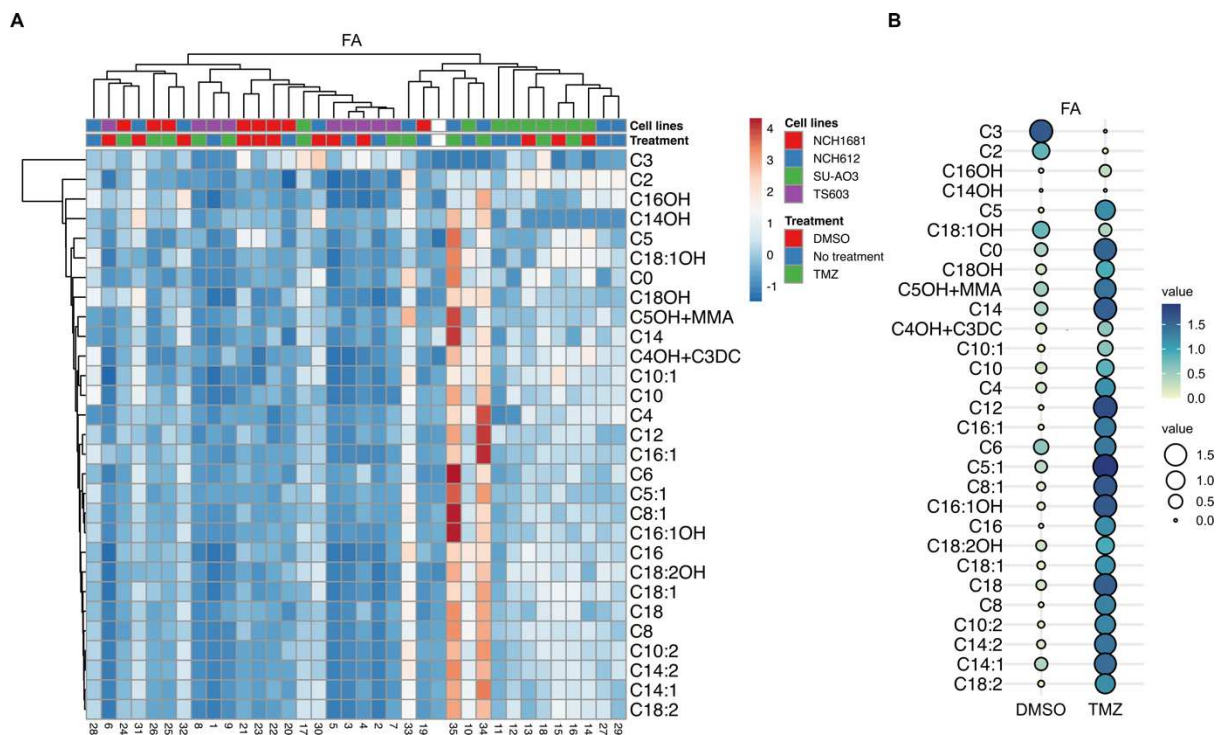 A
FA
Cell lines
Treatment
C3
C2
C16OH
C14OH
C5
C18:1OH
C0
C18OH
C5OH+MMA
C14
C4OH+C3DC
C10:1
C10
C4
C12
C16:1
C6
C5:1
C8:1
C16:1OH
C16
C18:2OH
C18:1
C18
C8
C10:2
C14:2
C14:1
C18:2
28 6 24 31 26 25 32 8 1 9 21 23 22 20 17 30 5 3 4 2 7 33 19 35 10 34 11 12 13 18 15 16 14 27 29
4
3
2
1
0
-1
Cell lines
NCH1681
NCH612
SU-AO3
TS603
Treatment
DMSO
No treatment
TMZ
B
FA
C3
C2
C16OH
C14OH
C5
C18:1OH
C0
C18OH
C5OH+MMA
C14
C4OH+C3DC
C10:1
C10
C4
C12
C16:1
C6
C5:1
C8:1
C16:1OH
C16
C18:2OH
C18:1
C18
C8
C10:2
C14:2
C14:1
C18:2
DMSO TMZ
value
1.5
1.0
0.5
0.0
value
1.5
1.0
0.5
0.0